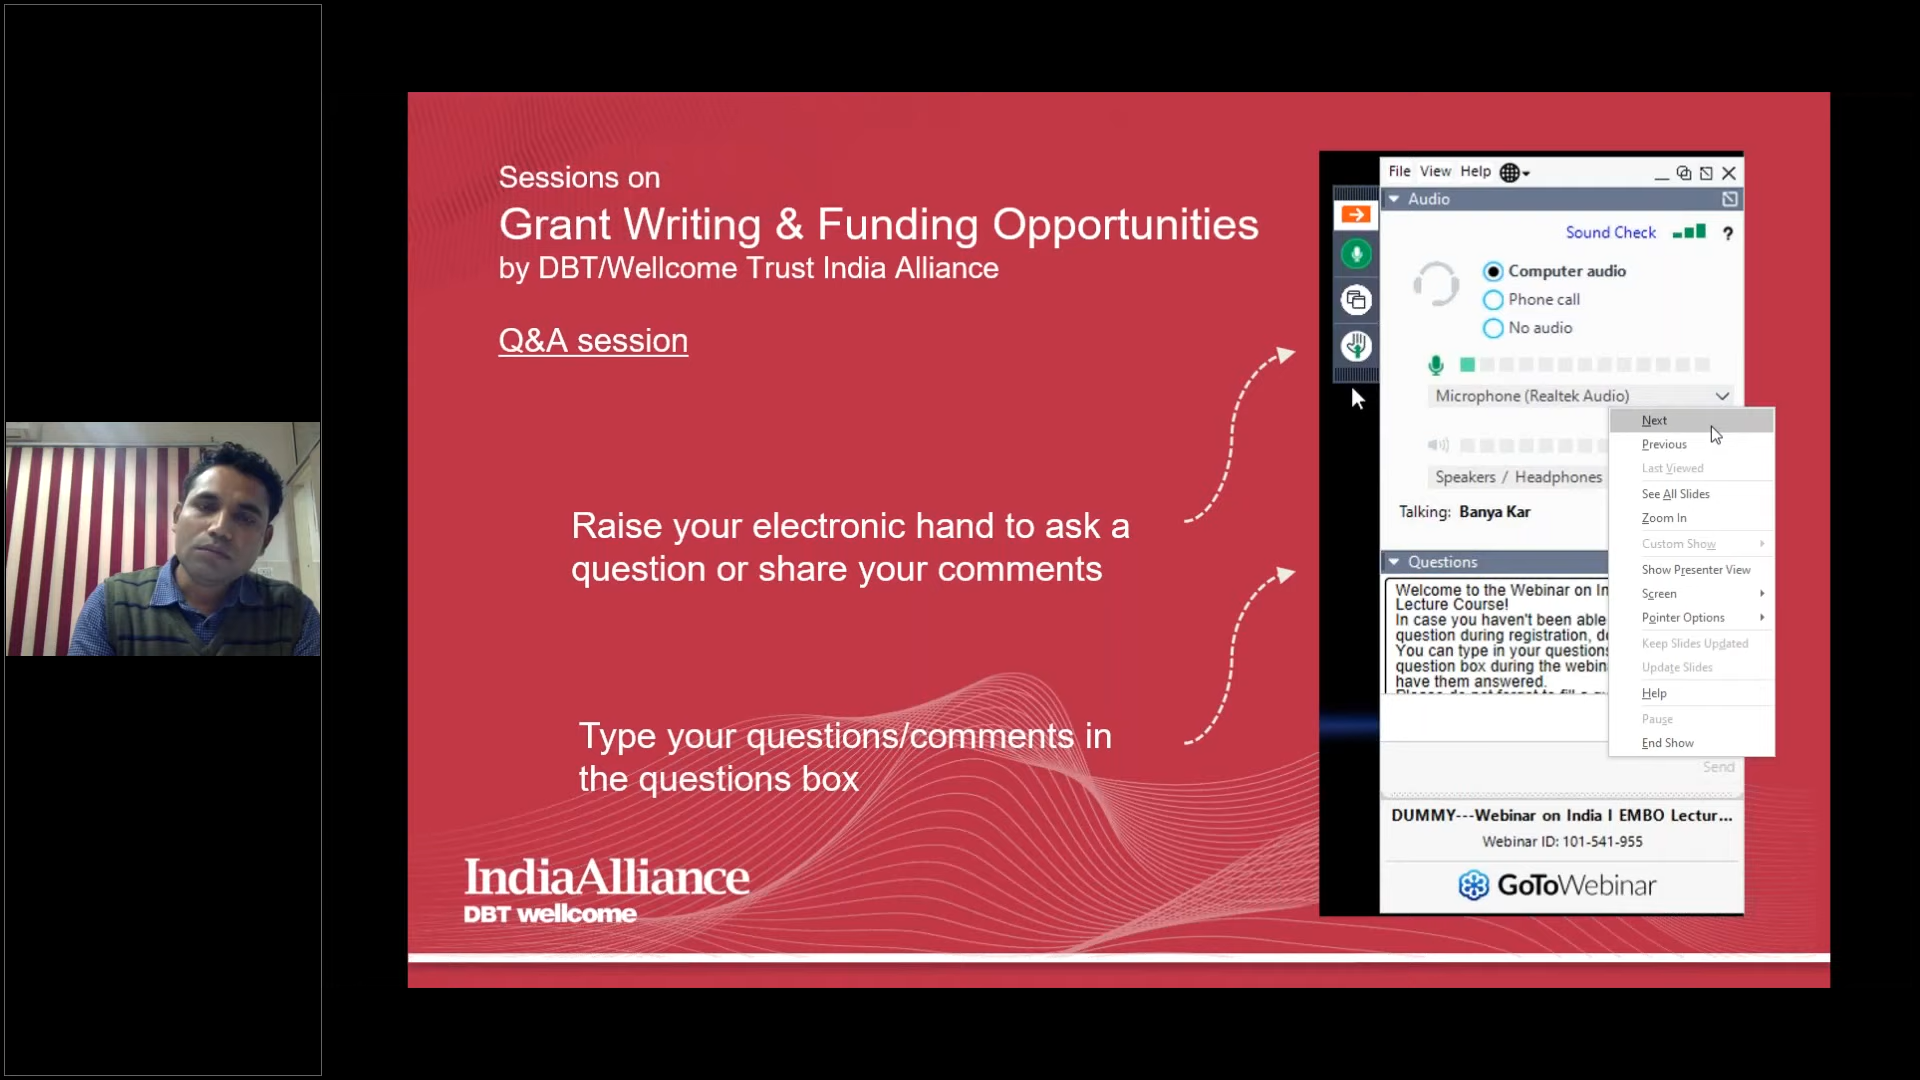 Sessions on
Grant Writing & Funding Opportunities
by DBT/Wellcome Trust India Alliance
Q&A session
Raise your electronic hand to ask a
question or share your comments
Type your questions/comments in
the questions box
IndiaAlliance
DBT wellcome
File View Help
Audio
Sound Check ?
Computer audio
Phone call
No audio
Microphone (Realtek Audio)
Speakers / Headphones
Talking: Banya Kar
Questions
Welcome to the Webinar on In
Lecture Course!
In case you haven't been able
question during registration, do
You can type in your questions
question box during the webin
have them answered.
Send
DUMMY---Webinar on India I EMBO Lectur...
Webinar ID: 101-541-955
GoToWebinar
Next
Previous
Last Viewed
See All Slides
Zoom In
Custom Show
Show Presenter View
Screen
Pointer Options
Keep Slides Updated
Update Slides
Help
Pause
End Show